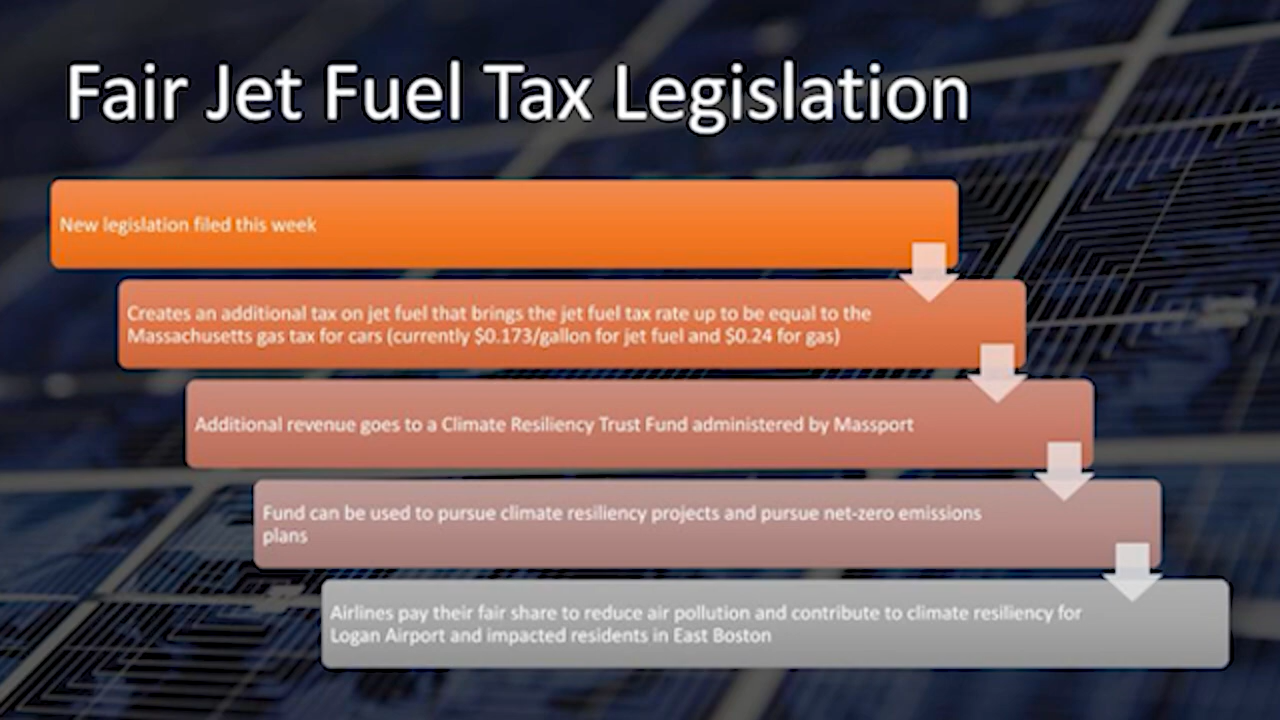 Fair Jet Fuel Tax Legislation
New legislation filed this week
Creates an additional tax on jet fuel that brings the jet fuel tax rate up to be equal to the
Massachusetts gas tax for cars (currently $0.173/gallon for jet fuel and $0.24 for gas)
Additional revenue goes to a Climate Resiliency Trust Fund administered by Massport
Fund can be used to pursue climate resiliency projects and pursue net-zero emissions
plans
Airlines pay their fair share to reduce air pollution and contribute to climate resiliency for
Logan Airport and impacted residents in East Boston